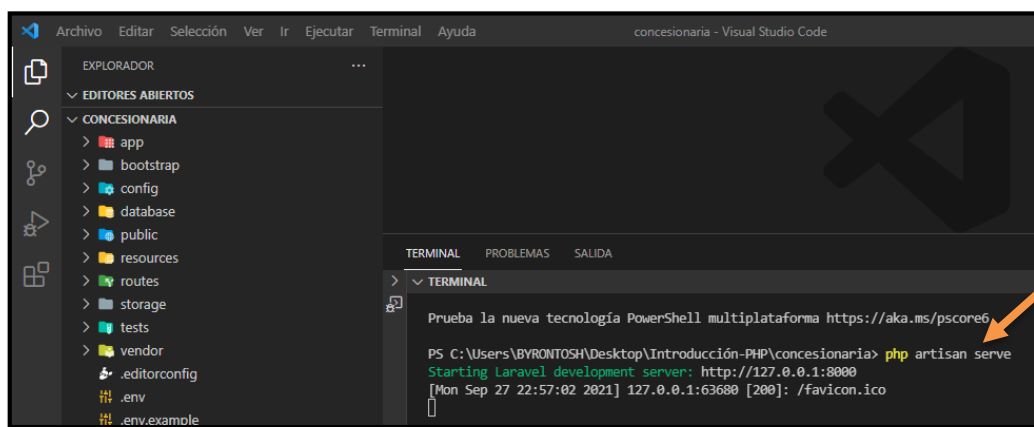 Archivo Editar Selección Ver Ir Ejecutar Terminal Ayuda concesionaria - Visual Studio Code
EXPLORADOR ...
EDITORES ABIERTOS
CONCESIONARIA
app
bootstrap
config
database
public
resources
routes
storage
tests
vendor
.editorconfig
.env
.env.example
TERMINAL PROBLEMAS SALIDA
TERMINAL
Prueba la nueva tecnología PowerShell multiplataforma https://aka.ms/pscore6
PS C:\Users\BYRONTOSH\Desktop\Introducción-PHP\concesionaria> php artisan serve
Starting Laravel development server: http://127.0.0.1:8000
[Mon Sep 27 22:57:02 2021] 127.0.0.1:63680 [200]: /favicon.ico